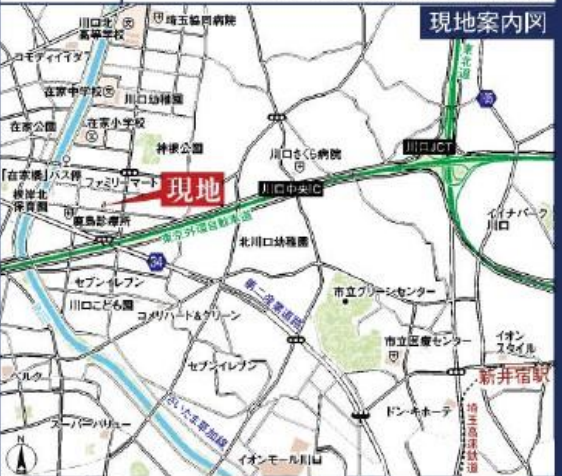 現地案内図
川口北
高等学校
埼玉協同病院
コモディイイダ
東北道
在家中学校
川口幼稚園
在家公園
在家小学校
神根公園
川口さくら病院
川口JCT
「在家橋」バス停
ファミリーマート
現地
川口中央IC
根岸北
保育園
鹿島診療所
東京外環自動車道
イイナパーク
川口
34
北川口幼稚園
セブンイレブン
川口こども園
コメリハード&グリーン
第二産業道路
市立グリーンセンター
市立医療センター
イオン
スタイル
セブンイレブン
ベルク
新井宿駅
さいたま草加線
ドン・キホーテ
スーパーバリュー
埼玉高速鉄道
イオンモール川口
N